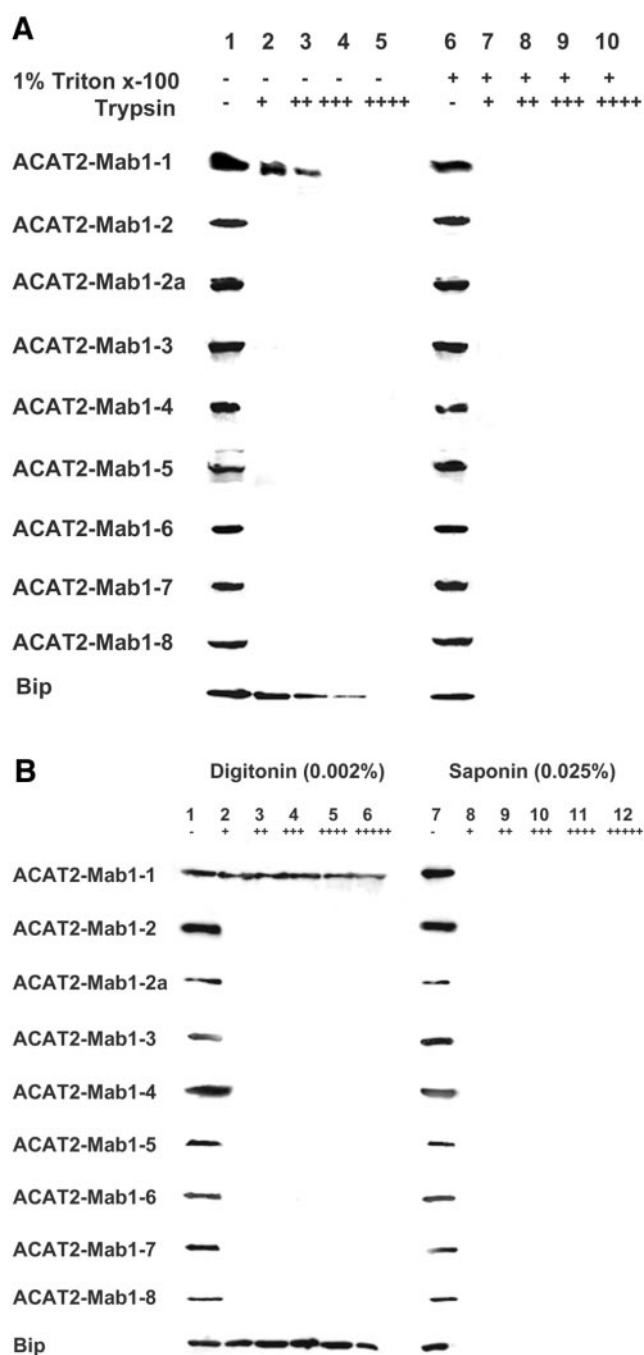 A
1 2 3 4 5 6 7 8 9 10
1% Triton x-100 - - - - - + + + + +
Trypsin - + ++ +++ ++++ - + ++ +++ ++++
ACAT2-Mab1-1
ACAT2-Mab1-2
ACAT2-Mab1-2a
ACAT2-Mab1-3
ACAT2-Mab1-4
ACAT2-Mab1-5
ACAT2-Mab1-6
ACAT2-Mab1-7
ACAT2-Mab1-8
Bip
B
Digitonin (0.002%) Saponin (0.025%)
1 2 3 4 5 6 7 8 9 10 11 12
- + ++ +++ ++++ +++++ - + ++ +++ ++++ +++++
ACAT2-Mab1-1
ACAT2-Mab1-2
ACAT2-Mab1-2a
ACAT2-Mab1-3
ACAT2-Mab1-4
ACAT2-Mab1-5
ACAT2-Mab1-6
ACAT2-Mab1-7
ACAT2-Mab1-8
Bip